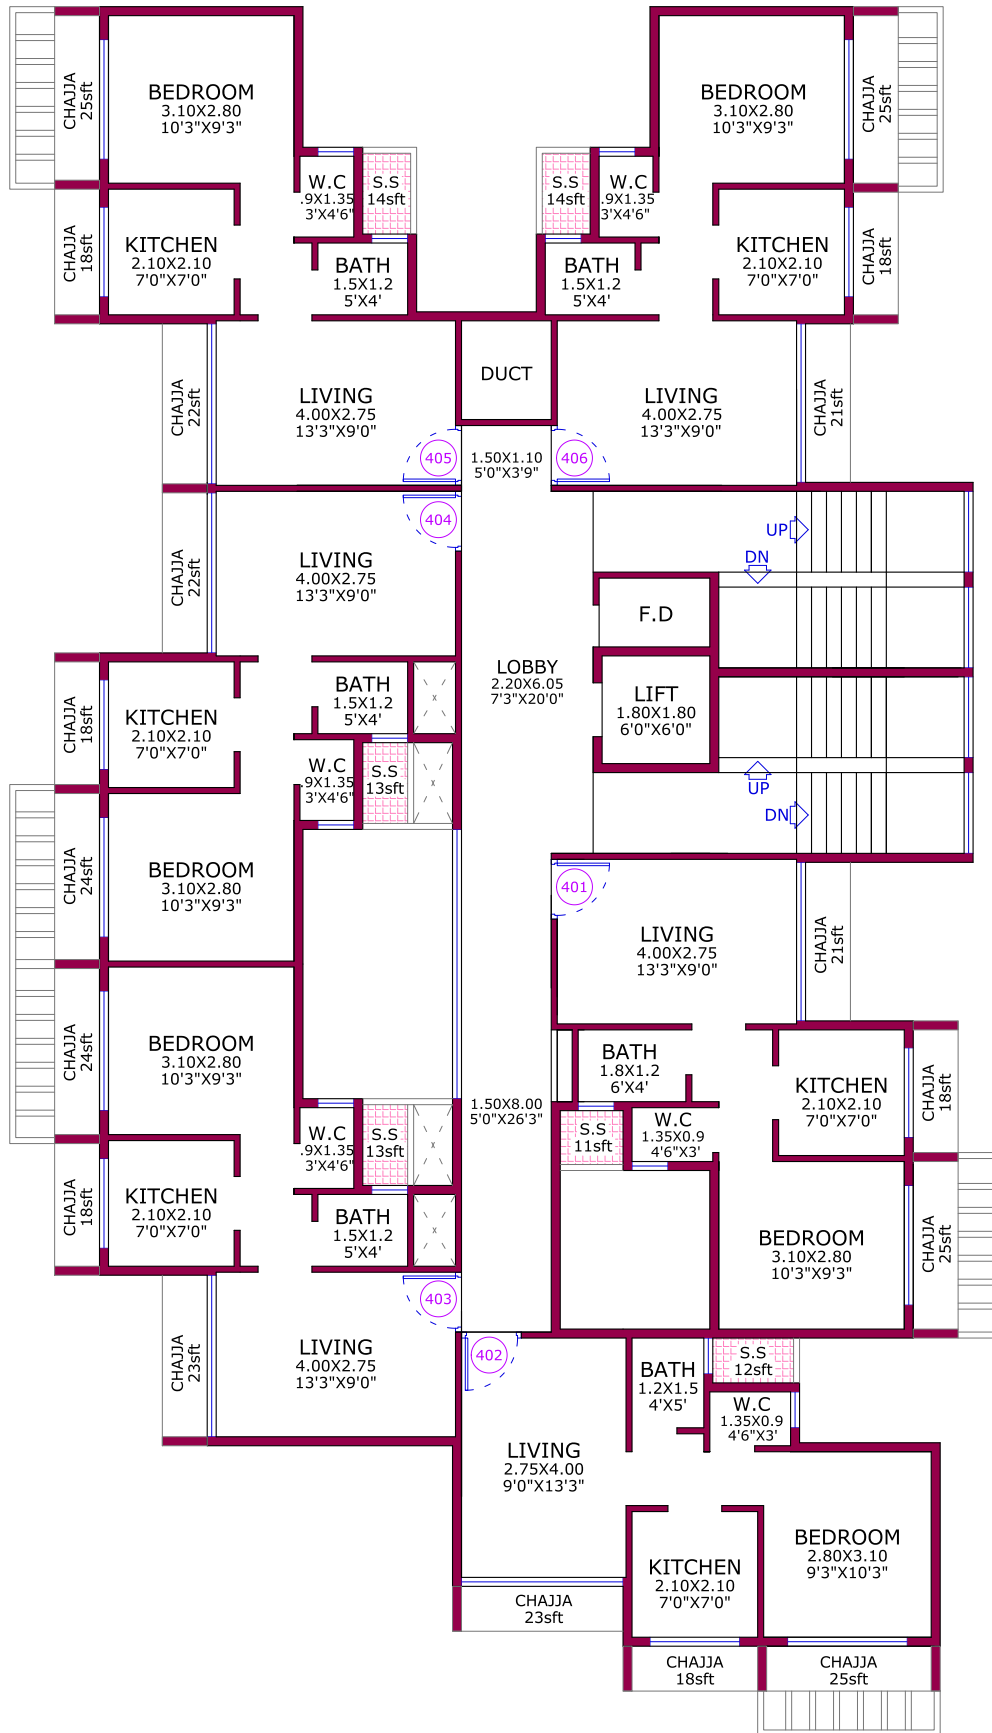 CHAJJA
25sft
BEDROOM
3.10X2.80
10'3"X9'3"
BEDROOM
3.10X2.80
10'3"X9'3"
CHAJJA
25sft
W.C
.9X1.35
3'X4'6"
S.S
14sft
S.S
14sft
W.C
.9X1.35
3'X4'6"
CHAJJA
18sft
KITCHEN
2.10X2.10
7'0"X7'0"
BATH
1.5X1.2
5'X4'
BATH
1.5X1.2
5'X4'
KITCHEN
2.10X2.10
7'0"X7'0"
CHAJJA
18sft
CHAJJA
22sft
LIVING
4.00X2.75
13'3"X9'0"
DUCT
LIVING
4.00X2.75
13'3"X9'0"
CHAJJA
21sft
405
1.50X1.10
5'0"X3'9"
406
404
UP
DN
CHAJJA
22sft
LIVING
4.00X2.75
13'3"X9'0"
F.D
LOBBY
2.20X6.05
7'3"X20'0"
LIFT
1.80X1.80
6'0"X6'0"
CHAJJA
18sft
KITCHEN
2.10X2.10
7'0"X7'0"
BATH
1.5X1.2
5'X4'
W.C
.9X1.35
3'X4'6"
S.S
13sft
UP
DN
CHAJJA
24sft
BEDROOM
3.10X2.80
10'3"X9'3"
401
LIVING
4.00X2.75
13'3"X9'0"
CHAJJA
21sft
CHAJJA
24sft
BEDROOM
3.10X2.80
10'3"X9'3"
BATH
1.8X1.2
6'X4'
KITCHEN
2.10X2.10
7'0"X7'0"
CHAJJA
18sft
1.50X8.00
5'0"X26'3"
W.C
.9X1.35
3'X4'6"
S.S
13sft
S.S
11sft
W.C
1.35X0.9
4'6"X3'
CHAJJA
18sft
KITCHEN
2.10X2.10
7'0"X7'0"
BATH
1.5X1.2
5'X4'
BEDROOM
3.10X2.80
10'3"X9'3"
CHAJJA
25sft
403
CHAJJA
23sft
LIVING
4.00X2.75
13'3"X9'0"
402
BATH
1.2X1.5
4'X5'
S.S
12sft
W.C
1.35X0.9
4'6"X3'
LIVING
2.75X4.00
9'0"X13'3"
BEDROOM
2.80X3.10
9'3"X10'3"
KITCHEN
2.10X2.10
7'0"X7'0"
CHAJJA
23sft
CHAJJA
18sft
CHAJJA
25sft